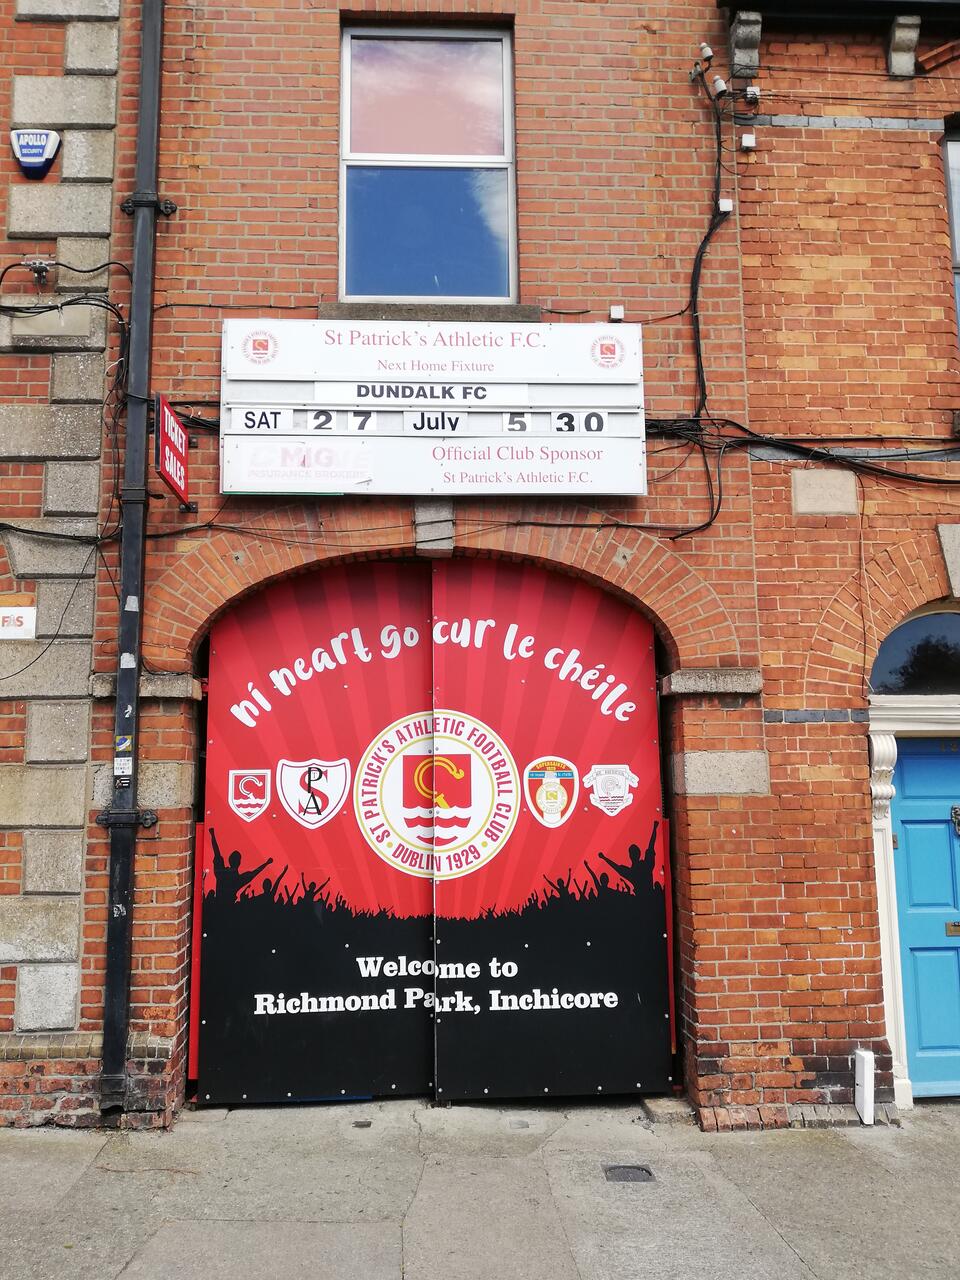 APOLLO
SECURITY
St Patrick's Athletic F.C.
Next Home Fixture
DUNDALK FC
SAT 27 July 5 30
Official Club Sponsor
St Patrick's Athletic F.C.
INSURANCE BROKERS
TICKET
SALES
FÁS
ní neart go cur le chéile
ST PATRICK'S ATHLETIC FOOTBALL CLUB
DUBLIN 1929
SPA
Welcome to
Richmond Park, Inchicore